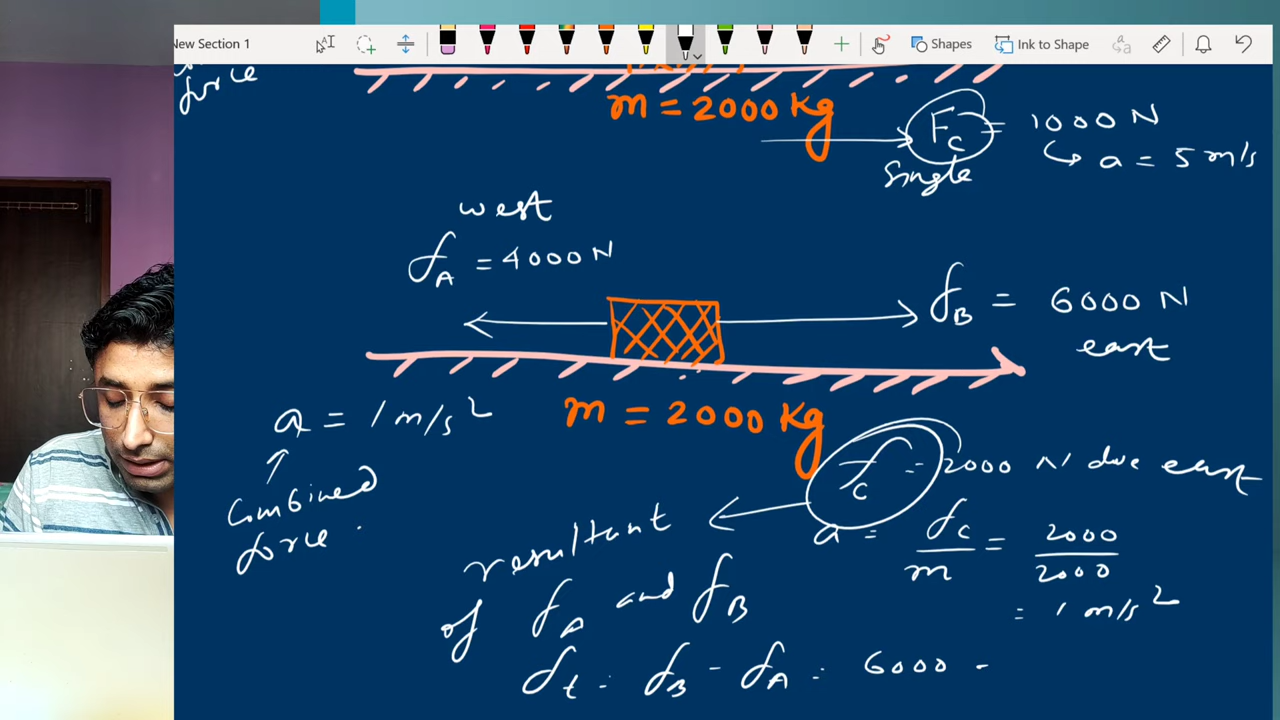 New Section 1
Shapes
Ink to Shape
force
m = 2000 kg
Fc = 1000 N
single
a = 5 m/s
west
fA = 4000 N
fB = 6000 N
east
m = 2000 kg
a = 1 m/s²
combined
force
fc = 2000 N due east
resultant
of fA and fB
a = fc/m = 2000/2000
= 1 m/s²
ft = fB - fA = 6000 -